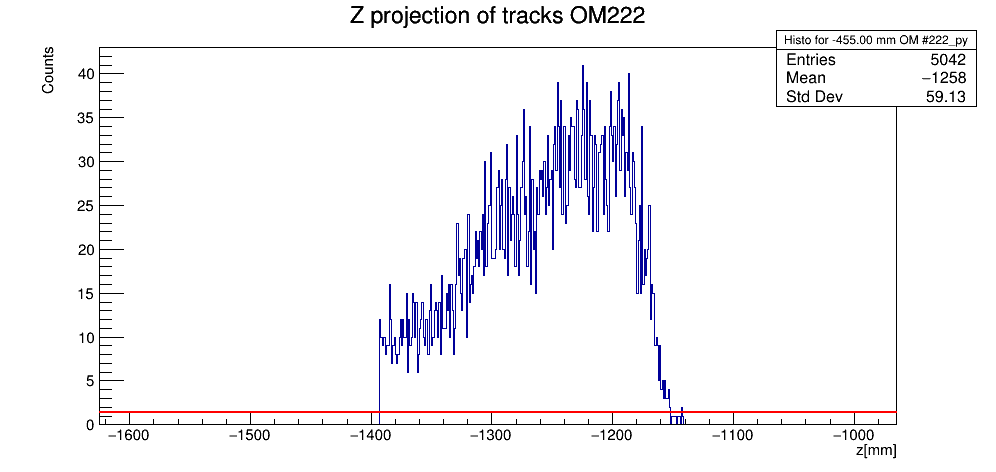 Z projection of tracks OM222
Histo for -455.00 mm OM #222_py
Entries 5042
Mean −1258
Std Dev 59.13
Counts
40
35
30
25
20
15
10
5
0
−1600 −1500 −1400 −1300 −1200 −1100 −1000
z[mm]